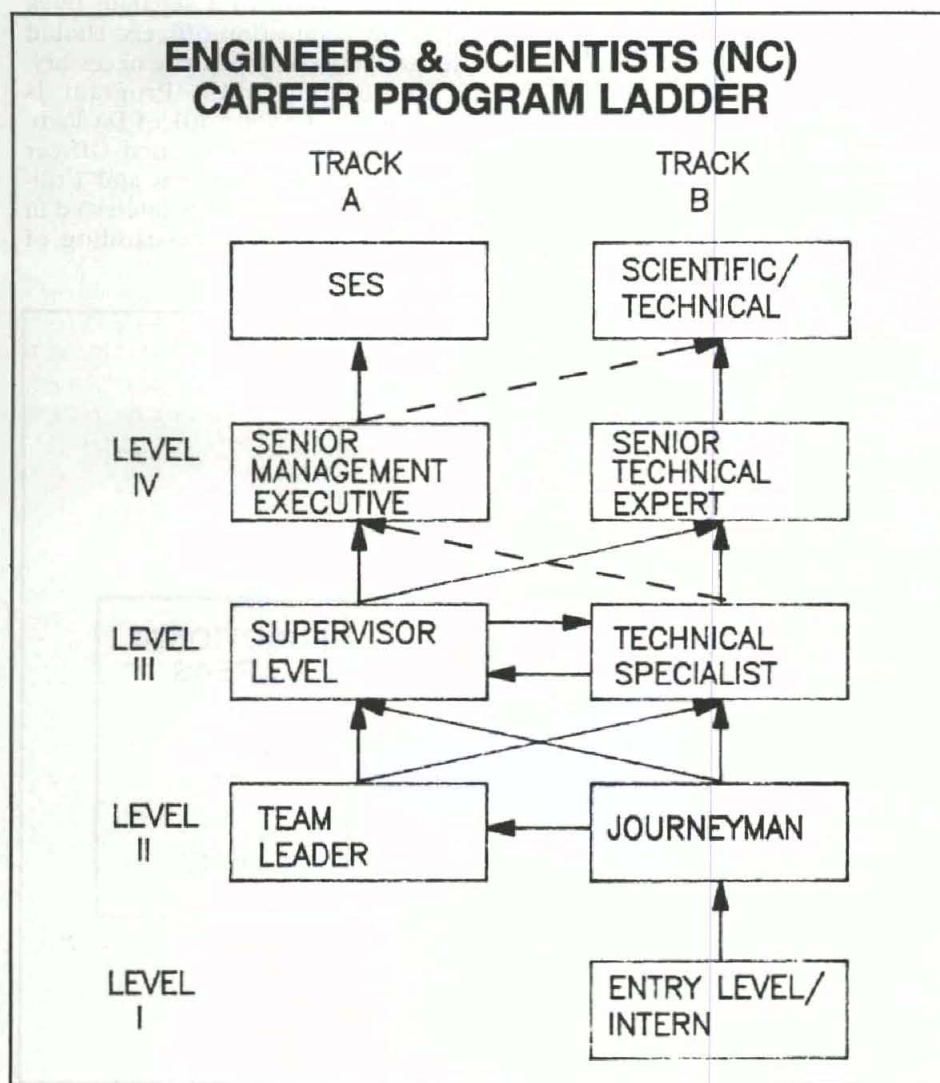 ENGINEERS & SCIENTISTS (NC)
CAREER PROGRAM LADDER
TRACK
A
TRACK
B
SES
SCIENTIFIC/
TECHNICAL
LEVEL
IV
SENIOR
MANAGEMENT
EXECUTIVE
SENIOR
TECHNICAL
EXPERT
LEVEL
III
SUPERVISOR
LEVEL
TECHNICAL
SPECIALIST
LEVEL
II
TEAM
LEADER
JOURNEYMAN
LEVEL
I
ENTRY LEVEL/
INTERN